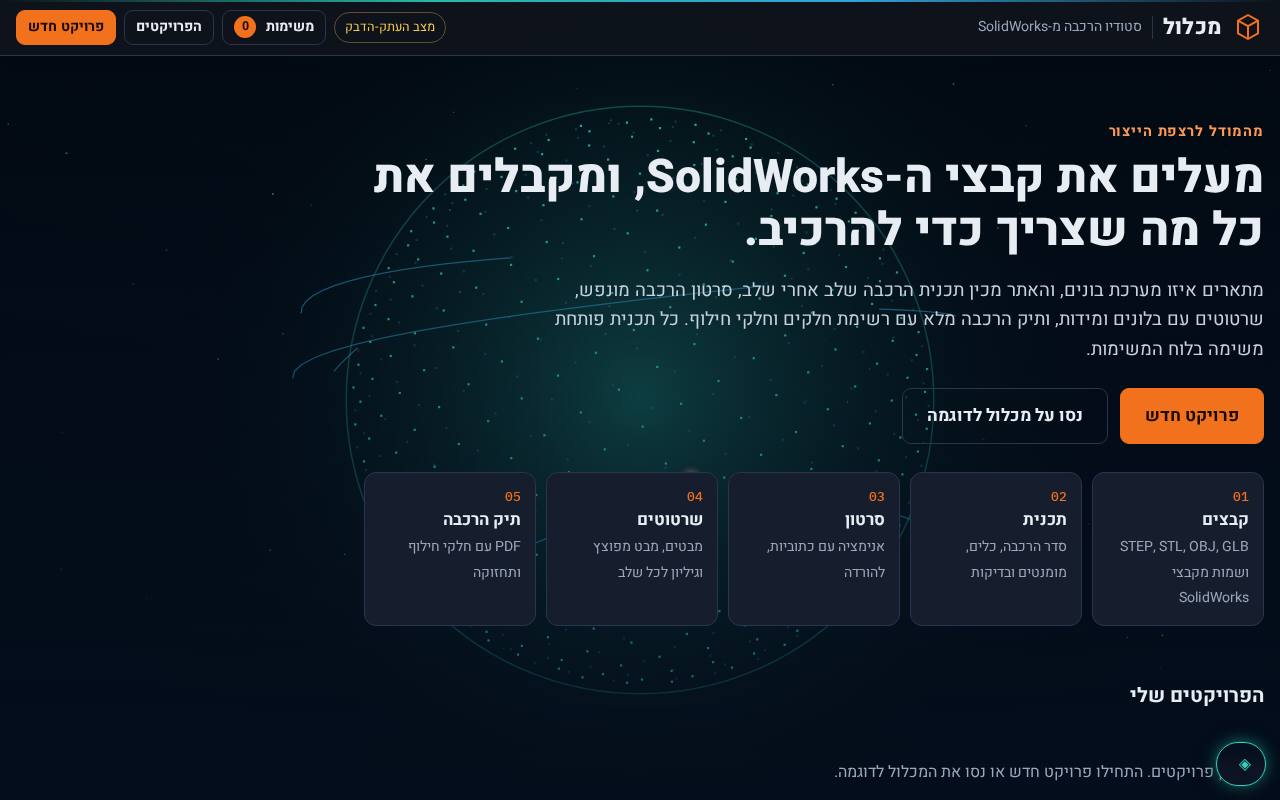 מכלול
סטודיו הרכבה מ-SolidWorks
מצב העתק-הדבק
משימות 0
הפרויקטים
פרויקט חדש
מהמודל לרצפת הייצור
מעלים את קבצי ה-SolidWorks, ומקבלים את
כל מה שצריך כדי להרכיב.
מתארים איזו מערכת בונים, והאתר מכין תכנית הרכבה שלב אחרי שלב, סרטון הרכבה מונפש,
שרטוטים עם בלונים ומידות, ותיק הרכבה מלא עם רשימת חלקים וחלקי חילוף. כל תכנית פותחת
משימה בלוח המשימות.
פרויקט חדש
נסו על מכלול לדוגמה
01
קבצים
STEP, STL, OBJ, GLB
ושמות מקבצי
SolidWorks
02
תכנית
סדר הרכבה, כלים,
מומנטים ובדיקות
03
סרטון
אנימציה עם כתוביות,
להורדה
04
שרטוטים
מבטים, מבט מפוצץ
וגיליון לכל שלב
05
תיק הרכבה
PDF עם חלקי חילוף
ותחזוקה
הפרויקטים שלי
פרויקטים. התחילו פרויקט חדש או נסו את המכלול לדוגמה.